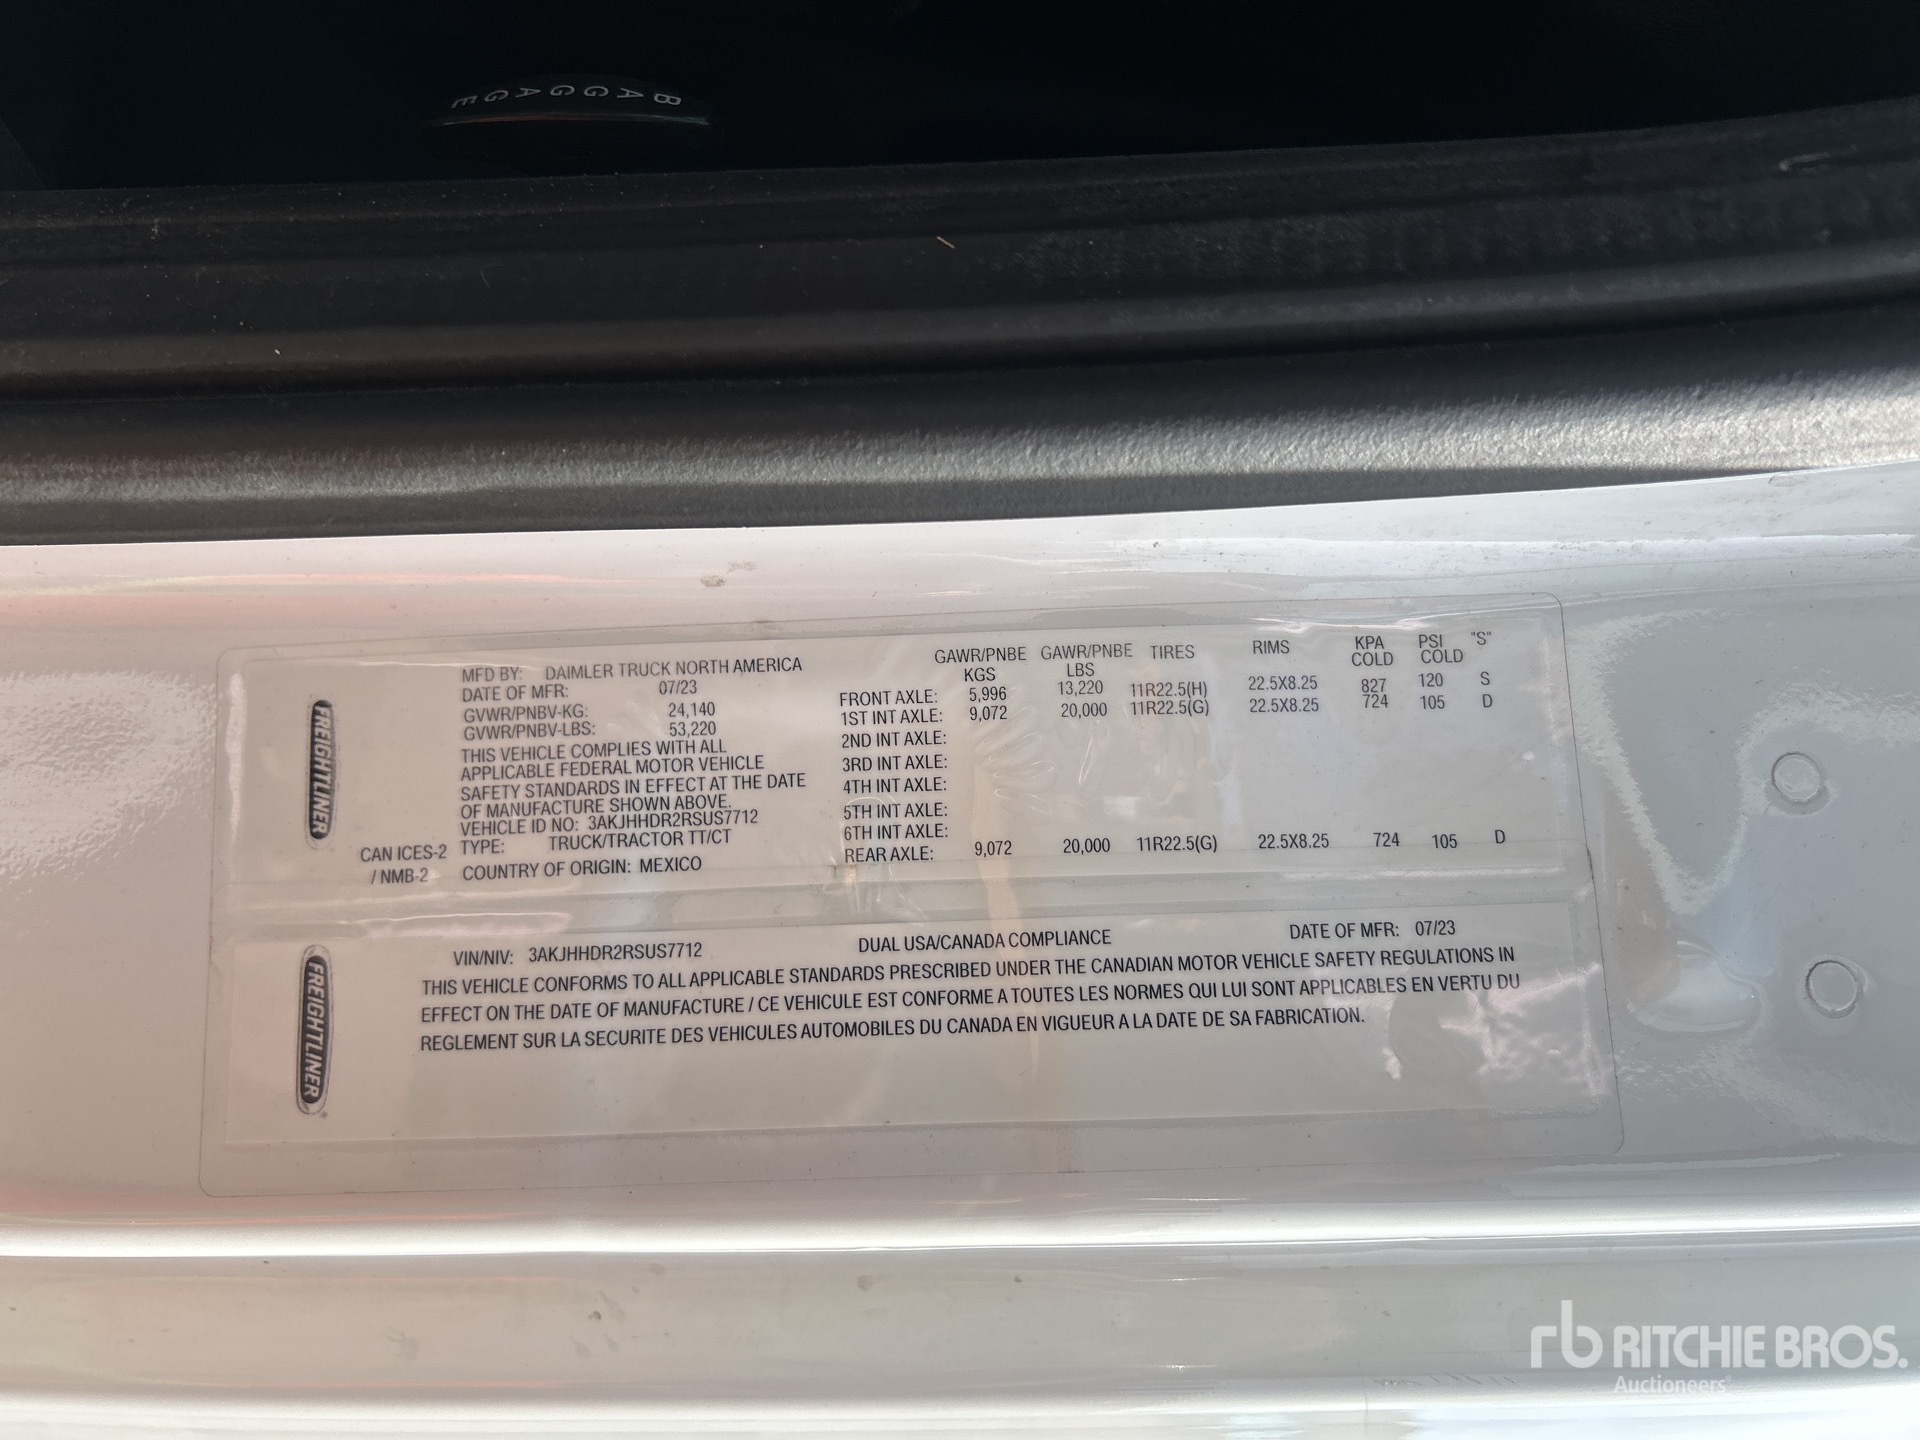 BAGGAGE
FREIGHTLINER
CAN ICES-2
/ NMB-2
MFD BY: DAIMLER TRUCK NORTH AMERICA
DATE OF MFR: 07/23
GVWR/PNBV-KG: 24,140
GVWR/PNBV-LBS: 53,220
THIS VEHICLE COMPLIES WITH ALL
APPLICABLE FEDERAL MOTOR VEHICLE
SAFETY STANDARDS IN EFFECT AT THE DATE
OF MANUFACTURE SHOWN ABOVE.
VEHICLE ID NO: 3AKJHHDR2RSUS7712
TYPE: TRUCK/TRACTOR TT/CT
COUNTRY OF ORIGIN: MEXICO
GAWR/PNBE KGS GAWR/PNBE LBS TIRES RIMS KPA COLD PSI COLD "S"
FRONT AXLE: 5,996 13,220 11R22.5(H) 22.5X8.25 827 120 S
1ST INT AXLE: 9,072 20,000 11R22.5(G) 22.5X8.25 724 105 D
2ND INT AXLE:
3RD INT AXLE:
4TH INT AXLE:
5TH INT AXLE:
6TH INT AXLE:
REAR AXLE: 9,072 20,000 11R22.5(G) 22.5X8.25 724 105 D
FREIGHTLINER
VIN/NIV: 3AKJHHDR2RSUS7712 DUAL USA/CANADA COMPLIANCE DATE OF MFR: 07/23
THIS VEHICLE CONFORMS TO ALL APPLICABLE STANDARDS PRESCRIBED UNDER THE CANADIAN MOTOR VEHICLE SAFETY REGULATIONS IN
EFFECT ON THE DATE OF MANUFACTURE / CE VEHICULE EST CONFORME A TOUTES LES NORMES QUI LUI SONT APPLICABLES EN VERTU DU
REGLEMENT SUR LA SECURITE DES VEHICULES AUTOMOBILES DU CANADA EN VIGUEUR A LA DATE DE SA FABRICATION.
rb RITCHIE BROS.
Auctioneers